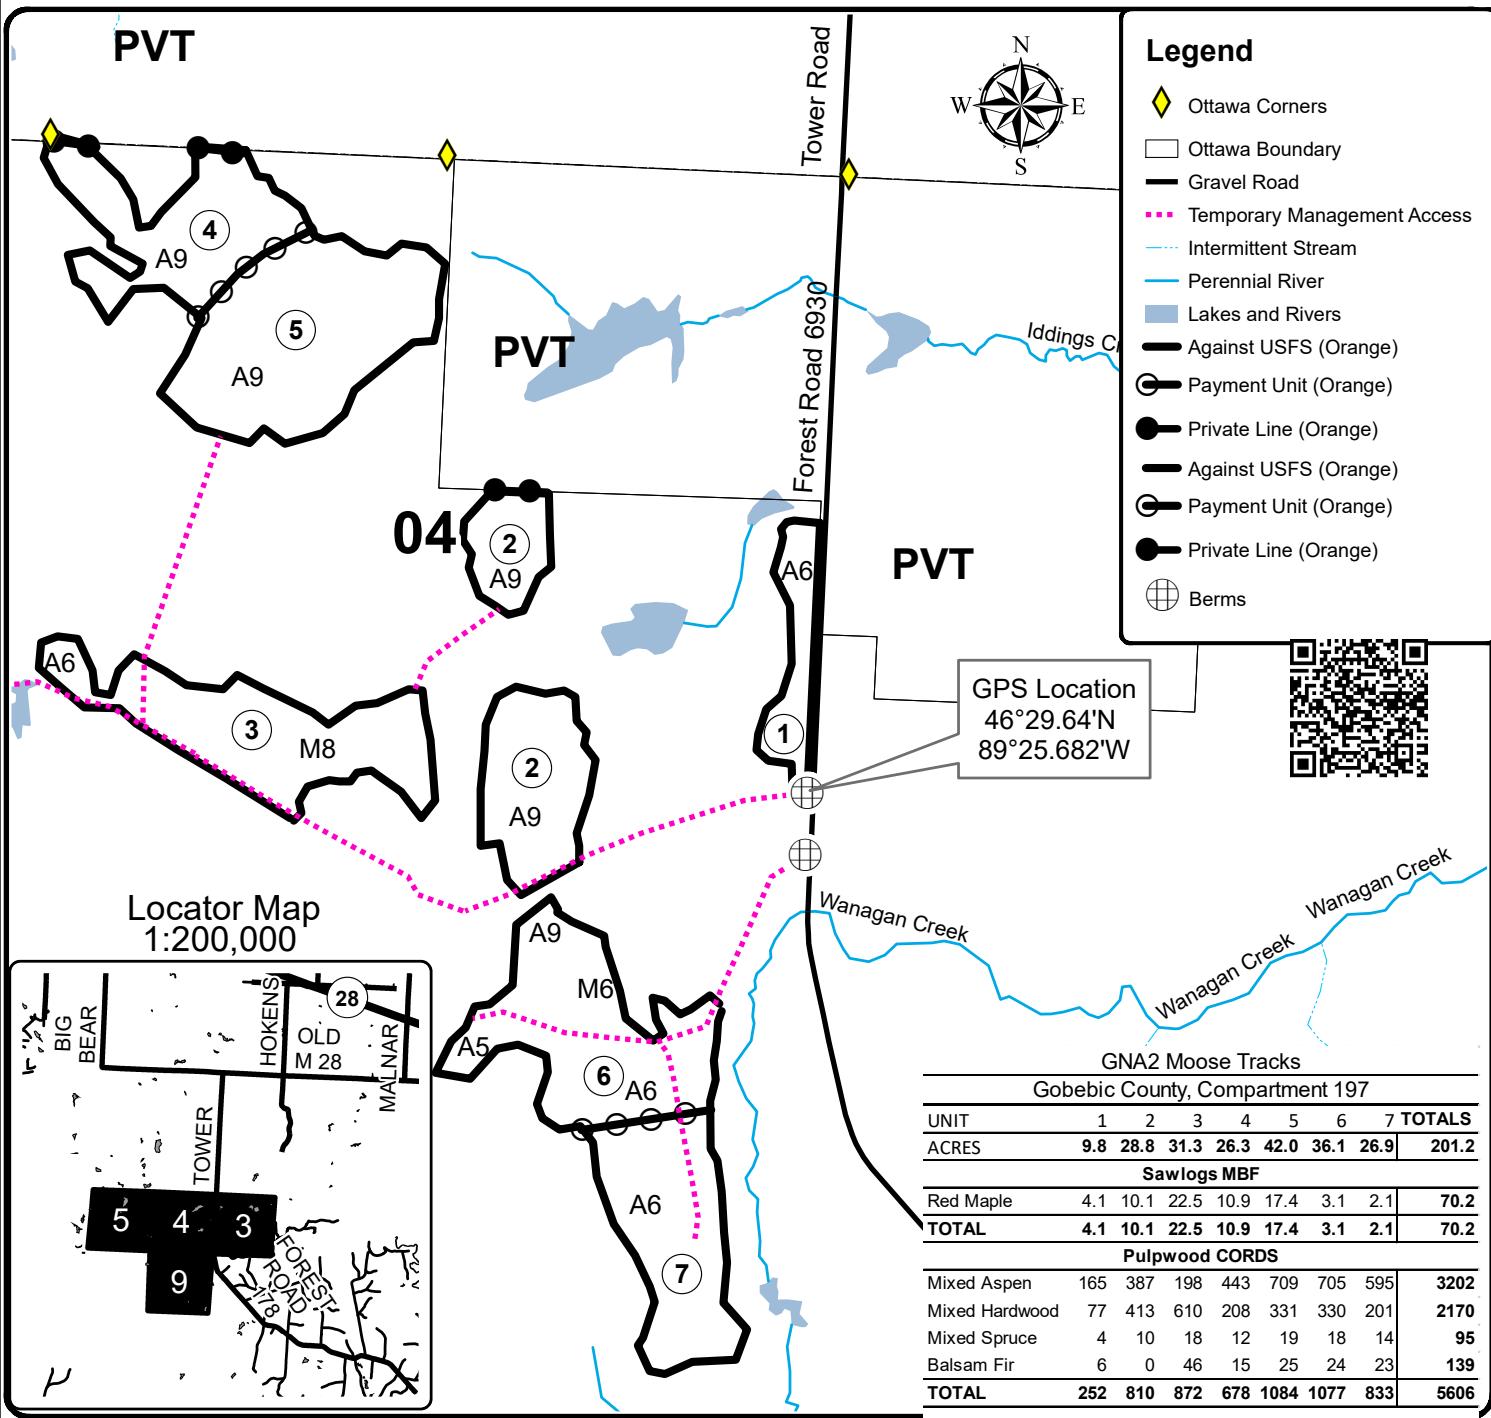 PVT
Tower Road
N
W
E
S
Legend
Ottawa Corners
Ottawa Boundary
Gravel Road
Temporary Management Access
Intermittent Stream
Perennial River
Lakes and Rivers
Against USFS (Orange)
Payment Unit (Orange)
Private Line (Orange)
Against USFS (Orange)
Payment Unit (Orange)
Private Line (Orange)
Berms
4
A9
5
A9
PVT
Forest Road 6930
Iddings Cr
04
2
A9
A6
PVT
A6
3
M8
2
A9
1
GPS Location
46°29.64'N
89°25.682'W
Wanagan Creek
Wanagan Creek
Wanagan Creek
A9
M6
A5
6
A6
A6
7
Locator Map
1:200,000
BIG
BEAR
HOKENS
28
OLD
M 28
MALNAR
TOWER
5
4
3
9
FOREST
ROAD
178
GNA2 Moose Tracks
Gobebic County, Compartment 197
UNIT 1 2 3 4 5 6 7 TOTALS
ACRES 9.8 28.8 31.3 26.3 42.0 36.1 26.9 201.2
Sawlogs MBF
Red Maple 4.1 10.1 22.5 10.9 17.4 3.1 2.1 70.2
TOTAL 4.1 10.1 22.5 10.9 17.4 3.1 2.1 70.2
Pulpwood CORDS
Mixed Aspen 165 387 198 443 709 705 595 3202
Mixed Hardwood 77 413 610 208 331 330 201 2170
Mixed Spruce 4 10 18 12 19 18 14 95
Balsam Fir 6 0 46 15 25 24 23 139
TOTAL 252 810 872 678 1084 1077 833 5606